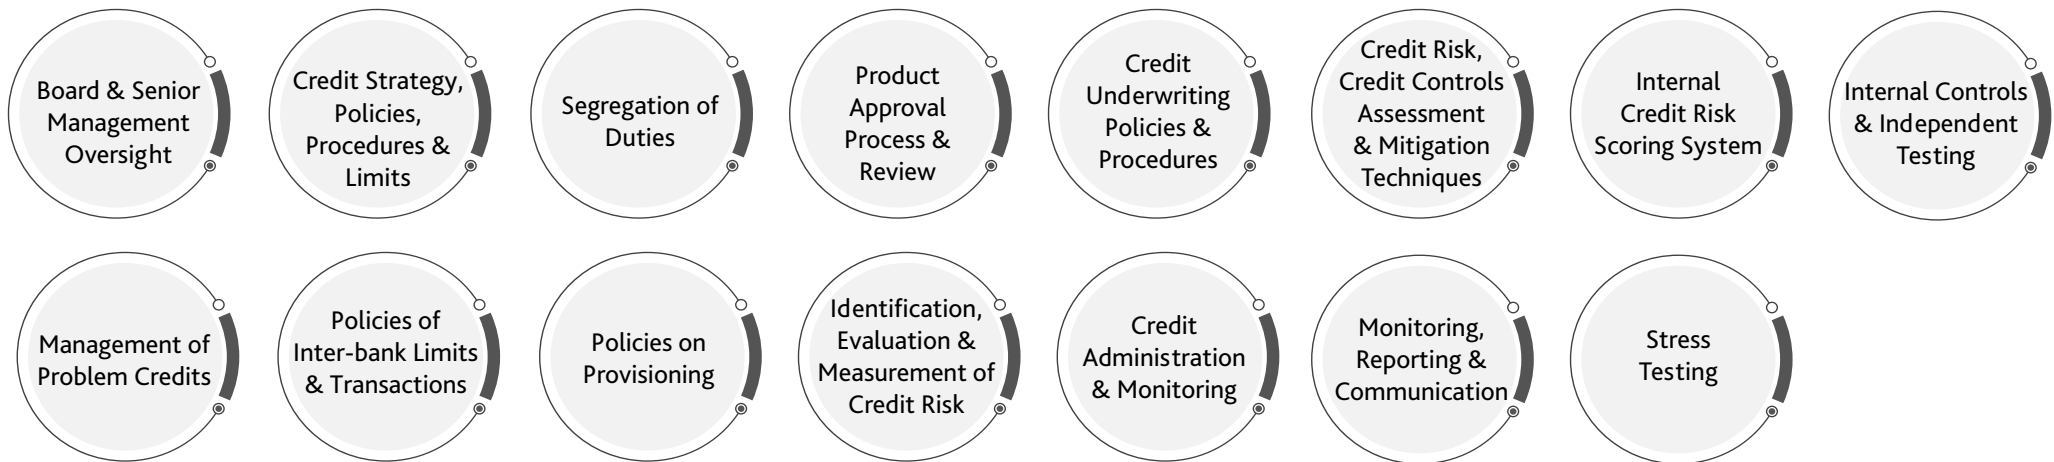 Board & Senior
Management
Oversight
Credit Strategy,
Policies,
Procedures &
Limits
Segregation of
Duties
Product
Approval
Process &
Review
Credit
Underwriting
Policies &
Procedures
Credit Risk,
Credit Controls
Assessment
& Mitigation
Techniques
Internal
Credit Risk
Scoring System
Internal Controls
& Independent
Testing
Management of
Problem Credits
Policies of
Inter-bank Limits
& Transactions
Policies on
Provisioning
Identification,
Evaluation &
Measurement of
Credit Risk
Credit
Administration
& Monitoring
Monitoring,
Reporting &
Communication
Stress
Testing